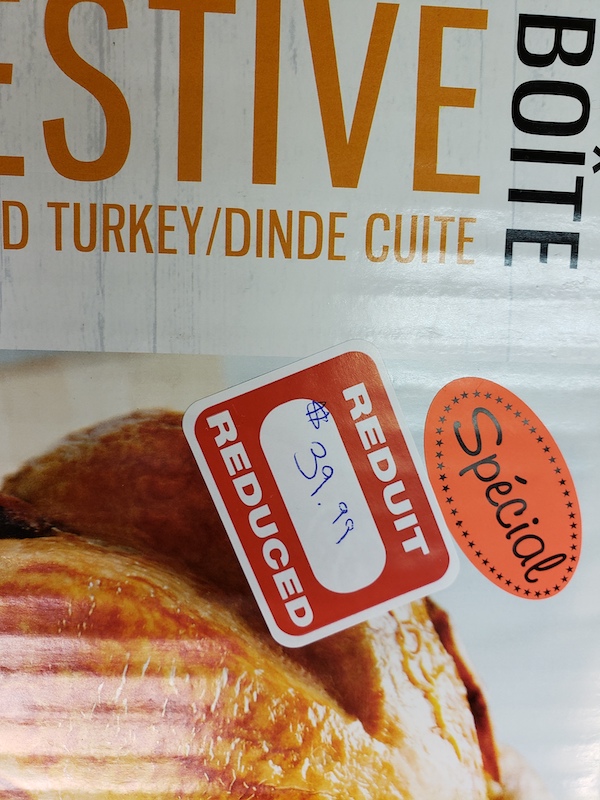 ESTIVE
D TURKEY/DINDE CUITE
BOÎTE
REDUIT
$39.99
REDUCED
Spécial